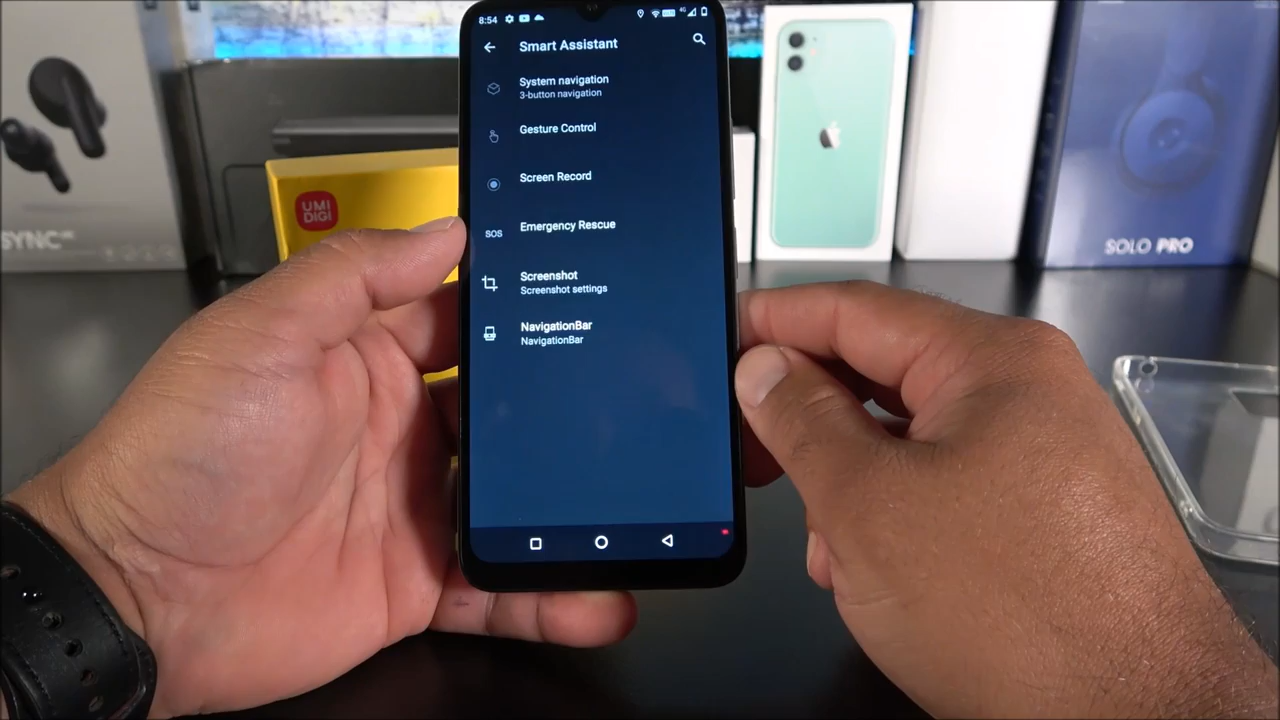 8:54
4G
Smart Assistant
System navigation
3-button navigation
Gesture Control
Screen Record
SOS
Emergency Rescue
Screenshot
Screenshot settings
NavigationBar
NavigationBar
UMI
DIGI
SYNC
SOLO PRO